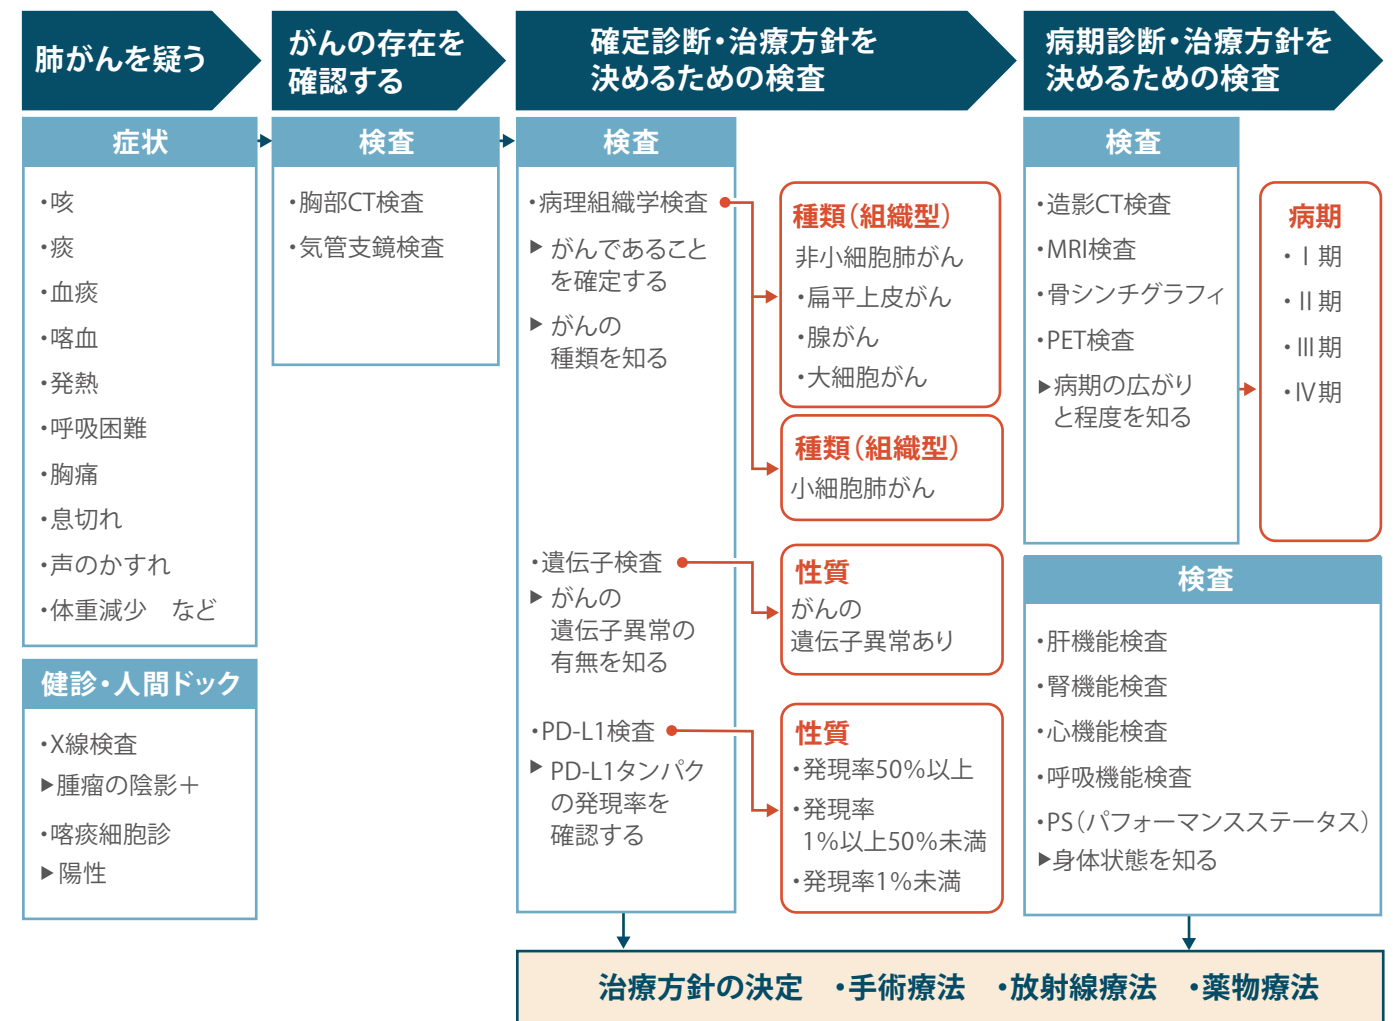 肺がんを疑う
がんの存在を
確認する
確定診断・治療方針を
決めるための検査
病期診断・治療方針を
決めるための検査
症状
・咳
・痰
・血痰
・喀血
・発熱
・呼吸困難
・胸痛
・息切れ
・声のかすれ
・体重減少　など
健診・人間ドック
・X線検査
▶腫瘤の陰影＋
・喀痰細胞診
▶陽性
検査
・胸部CT検査
・気管支鏡検査
検査
・病理組織学検査
▶がんであること
を確定する
▶がんの
種類を知る
・遺伝子検査
▶がんの
遺伝子異常の
有無を知る
・PD-L1検査
▶PD-L1タンパク
の発現率を
確認する
種類（組織型）
非小細胞肺がん
・扁平上皮がん
・腺がん
・大細胞がん
種類（組織型）
小細胞肺がん
性質
がんの
遺伝子異常あり
性質
・発現率50％以上
・発現率
1％以上50％未満
・発現率1％未満
検査
・造影CT検査
・MRI検査
・骨シンチグラフィ
・PET検査
▶病期の広がり
と程度を知る
病期
・Ⅰ期
・Ⅱ期
・Ⅲ期
・Ⅳ期
検査
・肝機能検査
・腎機能検査
・心機能検査
・呼吸機能検査
・PS（パフォーマンスステータス）
▶身体状態を知る
治療方針の決定　・手術療法　・放射線療法　・薬物療法